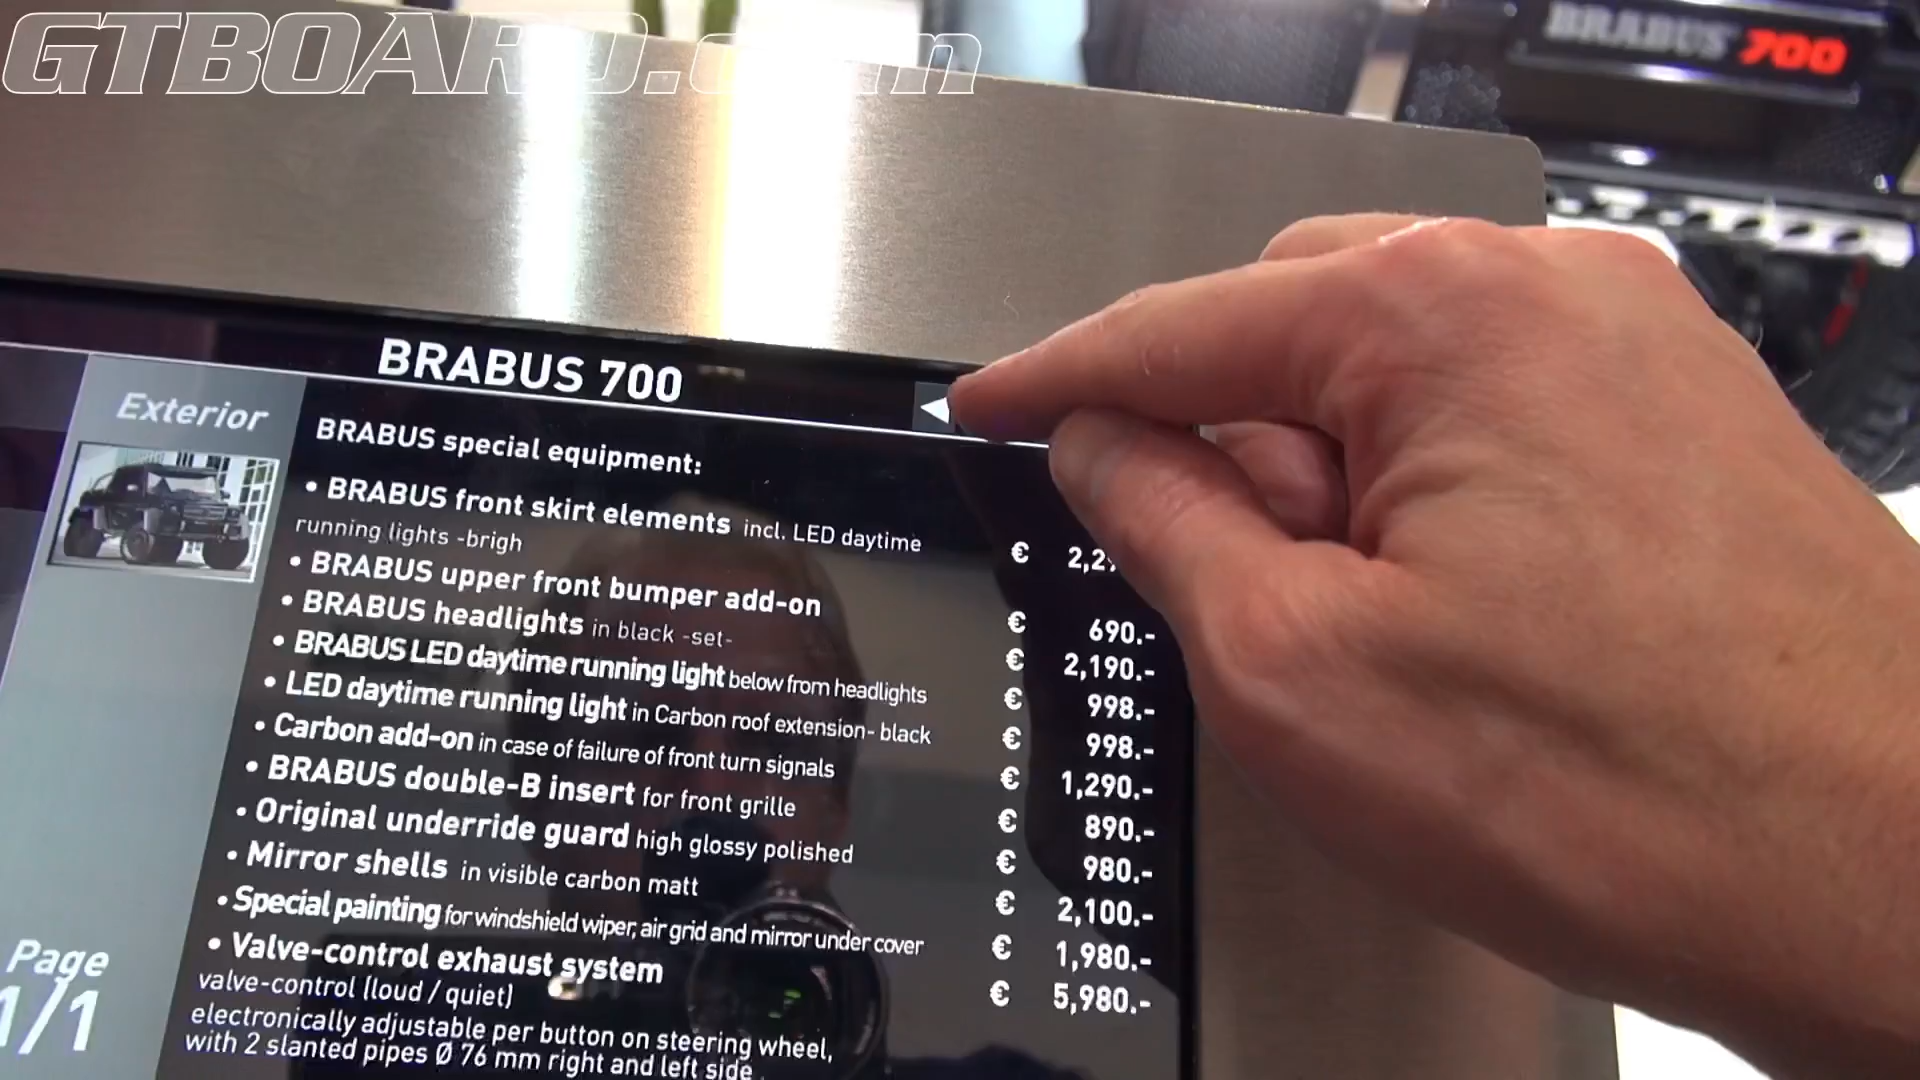 GTBOARD.com
BRABUS 700
BRABUS 700
Exterior
BRABUS special equipment:
• BRABUS front skirt elements incl. LED daytime
running lights -brigh
€
• BRABUS upper front bumper add-on € 690.-
• BRABUS headlights in black -set- € 2,190.-
• BRABUS LED daytime running light below from headlights € 998.-
• LED daytime running light in Carbon roof extension- black € 998.-
• Carbon add-on in case of failure of front turn signals € 1,290.-
• BRABUS double-B insert for front grille € 890.-
• Original underride guard high glossy polished € 980.-
• Mirror shells in visible carbon matt € 2,100.-
• Special painting for windshield wiper, air grid and mirror under cover € 1,980.-
• Valve-control exhaust system € 5,980.-
valve-control (loud / quiet)
electronically adjustable per button on steering wheel,
with 2 slanted pipes Ø 76 mm right and left side
Page
1/1